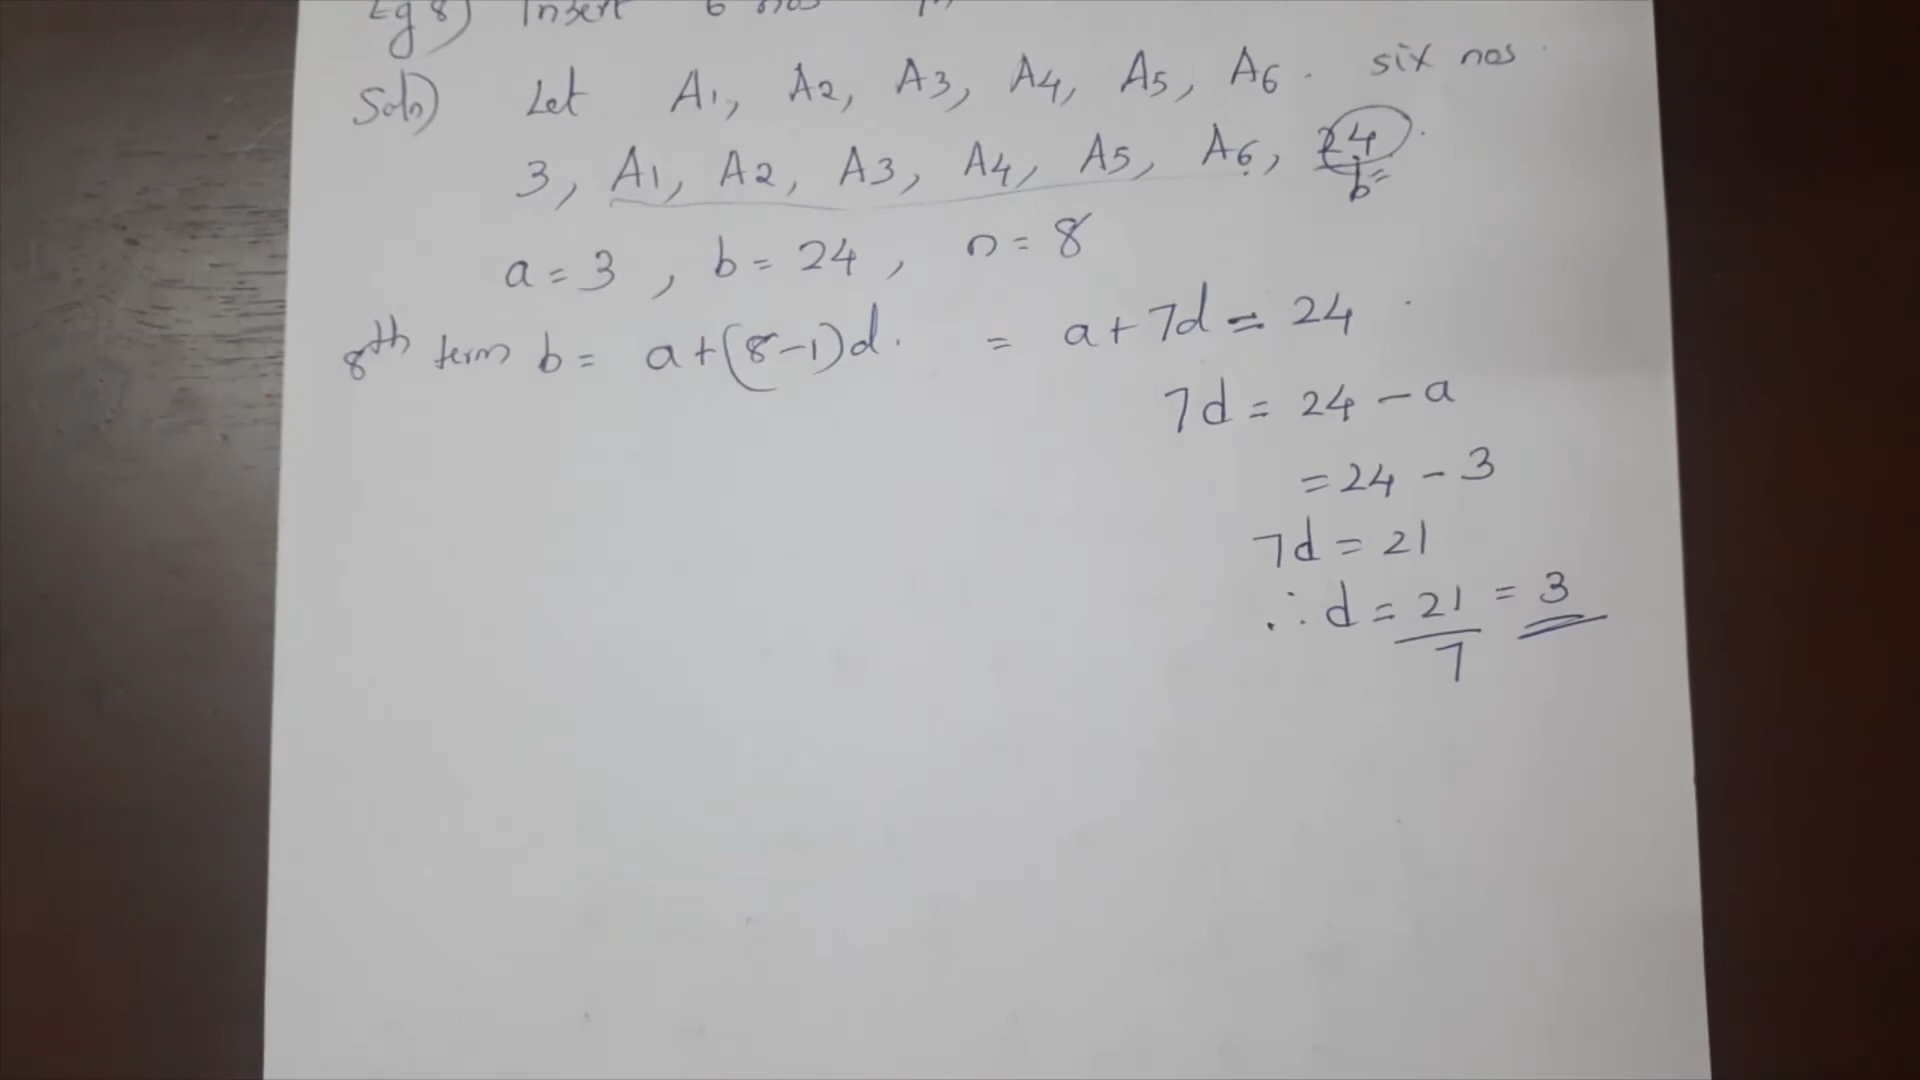 Eg 8) Insert 6 nos
Soln) Let A1, A2, A3, A4, A5, A6. six nos.
3, A1, A2, A3, A4, A5, A6, 24.
b=
a = 3, b = 24, n = 8
8th term b = a+(8-1)d. = a + 7d = 24.
7d = 24 - a
= 24 - 3
7d = 21
∴ d = 21/7 = 3